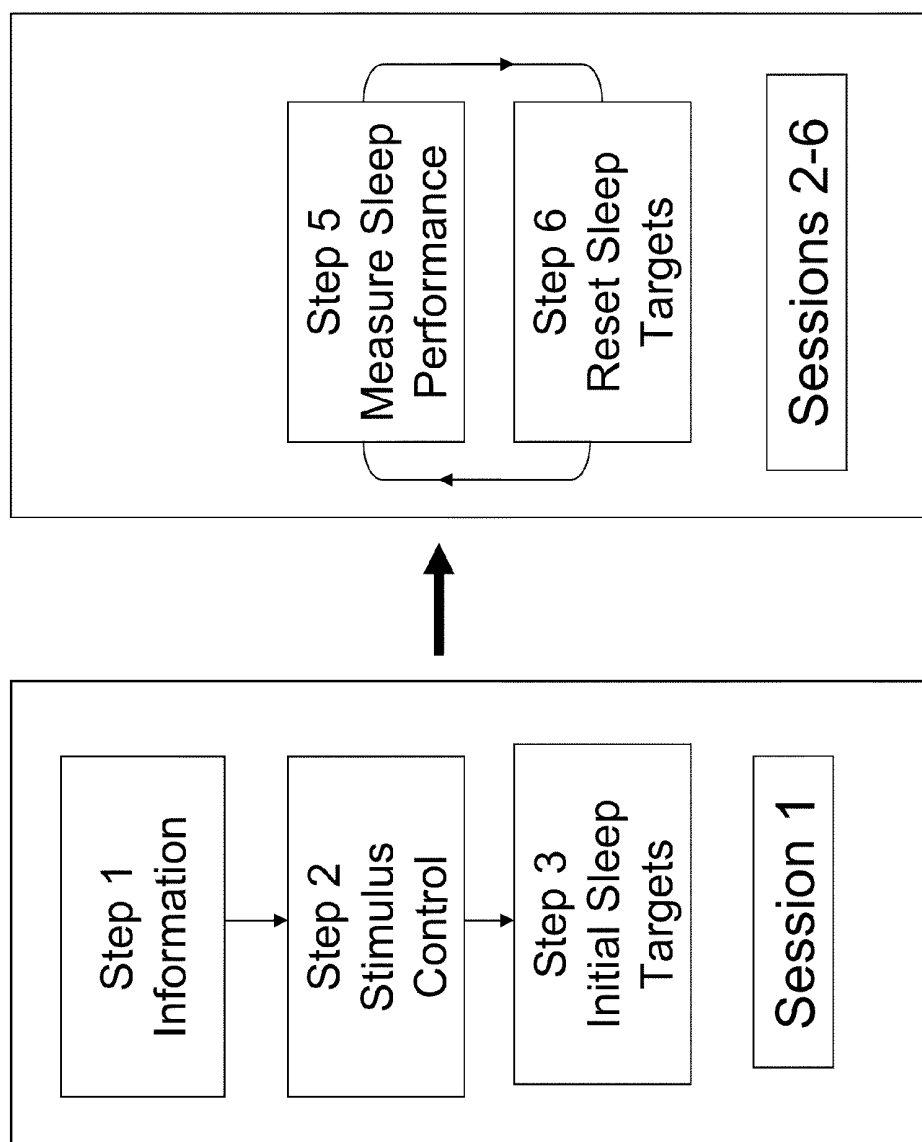 Step 1
Information
Step 2
Stimulus
Control
Step 3
Initial Sleep
Targets
Session 1
Step 5
Measure Sleep
Performance
Step 6
Reset Sleep
Targets
Sessions 2-6